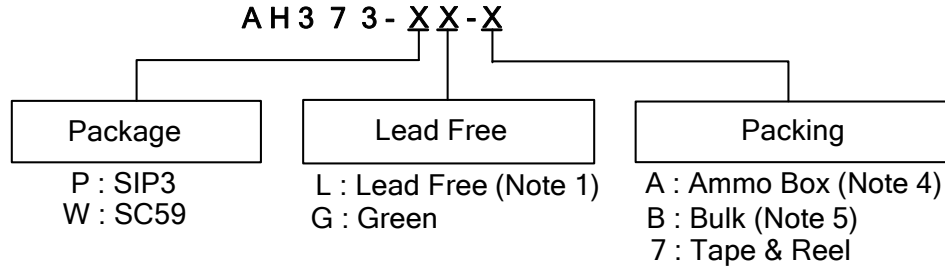 AH373-XX-X
Package
Lead Free
Packing
P : SIP3
W : SC59
L : Lead Free (Note 1)
G : Green
A : Ammo Box (Note 4)
B : Bulk (Note 5)
7 : Tape & Reel